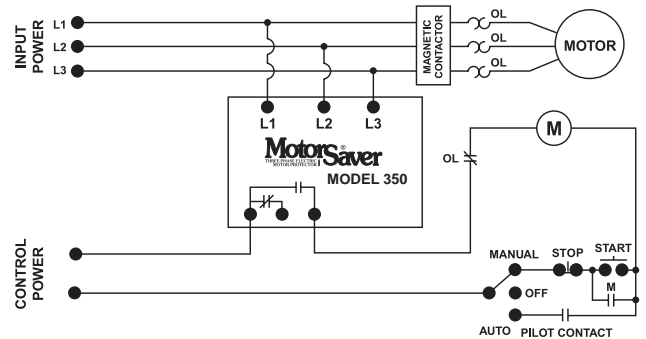 INPUT POWER
L1
L2
L3
MAGNETIC CONTACTOR
OL
OL
OL
MOTOR
L1 L2 L3
MotorSaver®
THREE-PHASE ELECTRIC
MOTOR PROTECTOR
MODEL 350
OL
M
CONTROL POWER
MANUAL
STOP
START
OFF
M
AUTO
PILOT CONTACT